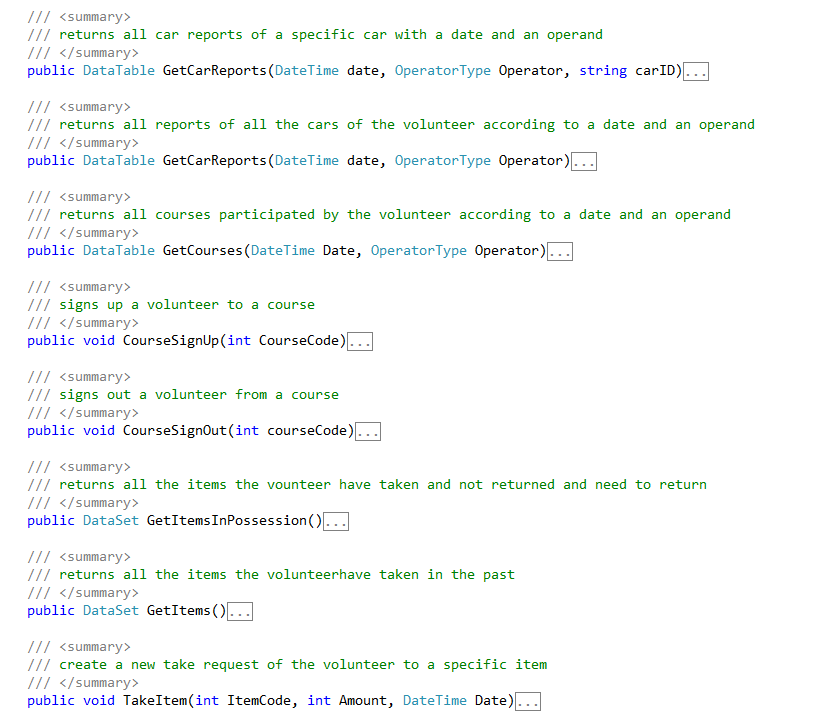 /// <summary>
/// returns all car reports of a specific car with a date and an operand
/// </summary>
public DataTable GetCarReports(DateTime date, OperatorType Operator, string carID)...
/// <summary>
/// returns all reports of all the cars of the volunteer according to a date and an operand
/// </summary>
public DataTable GetCarReports(DateTime date, OperatorType Operator)...
/// <summary>
/// returns all courses participated by the volunteer according to a date and an operand
/// </summary>
public DataTable GetCourses(DateTime Date, OperatorType Operator)...
/// <summary>
/// signs up a volunteer to a course
/// </summary>
public void CourseSignUp(int CourseCode)...
/// <summary>
/// signs out a volunteer from a course
/// </summary>
public void CourseSignOut(int courseCode)...
/// <summary>
/// returns all the items the vounteer have taken and not returned and need to return
/// </summary>
public DataSet GetItemsInPossession()...
/// <summary>
/// returns all the items the volunteerhave taken in the past
/// </summary>
public DataSet GetItems()...
/// <summary>
/// create a new take request of the volunteer to a specific item
/// </summary>
public void TakeItem(int ItemCode, int Amount, DateTime Date)...